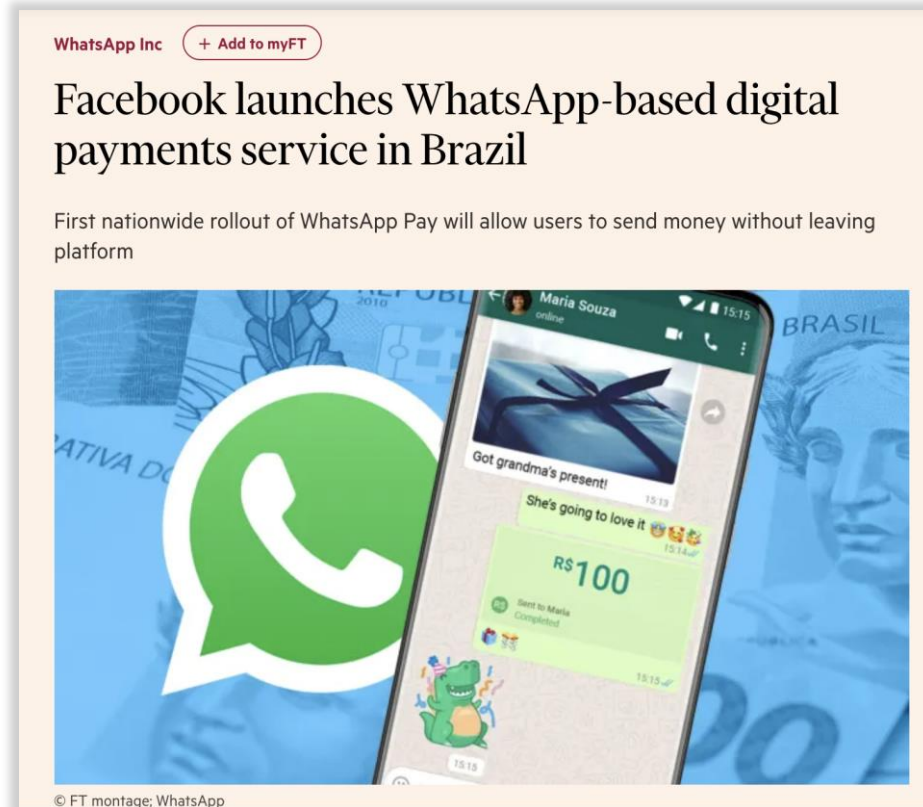 WhatsApp Inc + Add to myFT
Facebook launches WhatsApp-based digital
payments service in Brazil
First nationwide rollout of WhatsApp Pay will allow users to send money without leaving
platform
2010
BRASIL
ATIVA DO
Maria Souza
online
15:15
Got grandma's present!
15:13
She's going to love it 🥸🥰🥳
15:14
R$100
R$ Sent to Maria
Completed
🎁🎊
15:15
15:15
© FT montage; WhatsApp